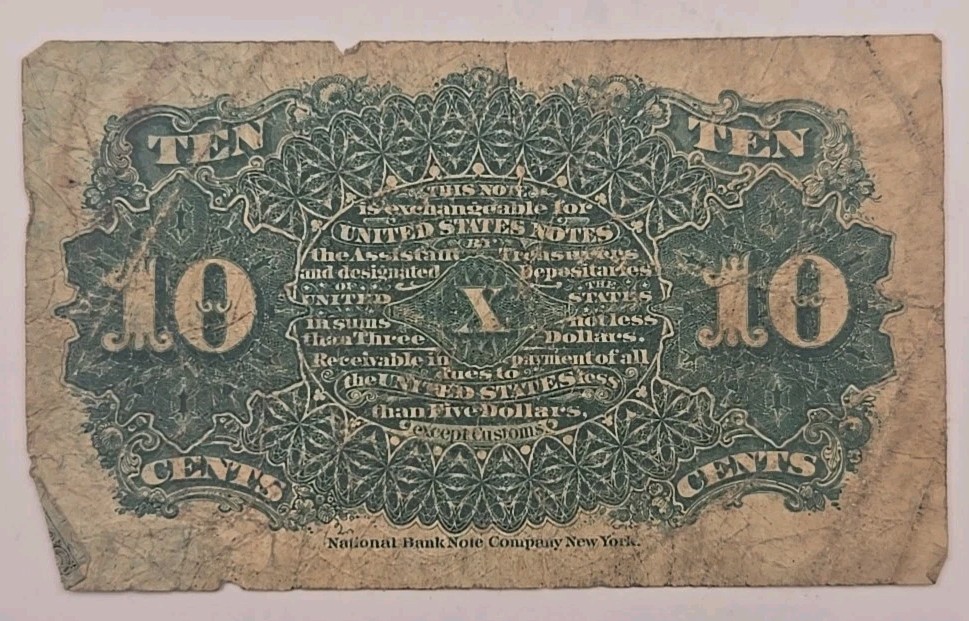 TEN TEN
THIS NOTE
is exchangeable for
UNITED STATES NOTES
BY
the Assistant Treasurers
and designated Depositaries
OF THE
UNITED STATES
in sums not less
than Three Dollars.
Receivable in payment of all
dues to
the UNITED STATES less
than Five Dollars,
except Customs.
10 X 10
CENTS CENTS
National Bank Note Company New York.